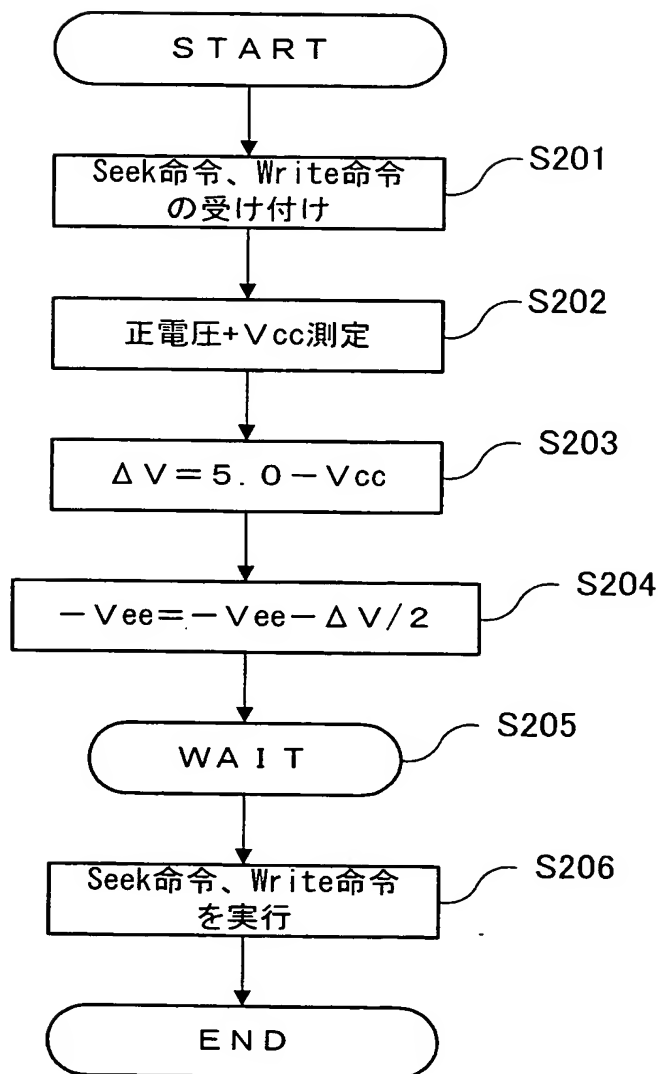 ＳＴＡＲＴ
Seek命令、Write命令
の受け付け
S201
正電圧+Ｖcc測定
S202
ΔＶ＝５.０－Ｖcc
S203
－Ｖee＝－Ｖee－ΔＶ/２
S204
ＷＡＩＴ
S205
Seek命令、Write命令
を実行
S206
ＥＮＤ